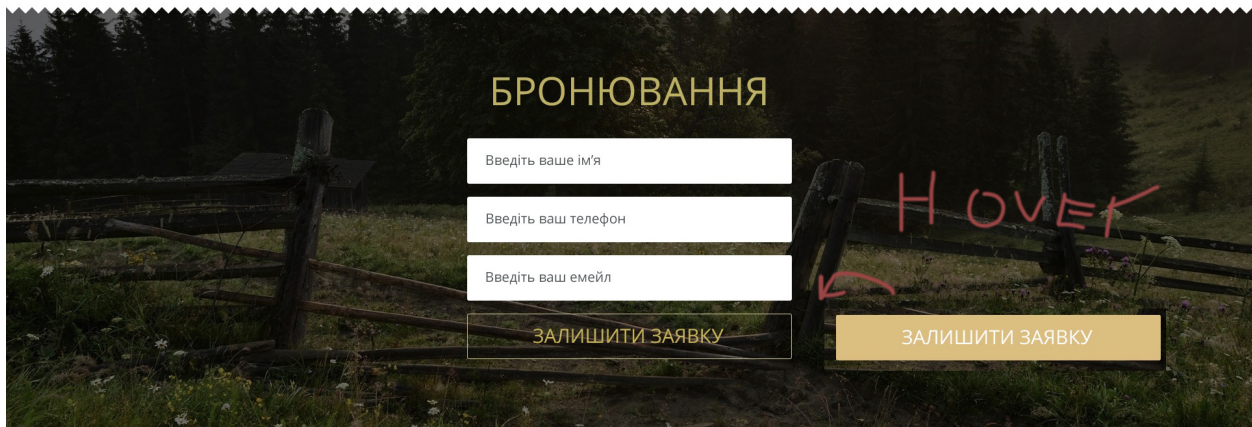 БРОНЮВАННЯ
Введіть ваше ім’я
Введіть ваш телефон
Hover
Введіть ваш емейл
ЗАЛИШИТИ ЗАЯВКУ
ЗАЛИШИТИ ЗАЯВКУ